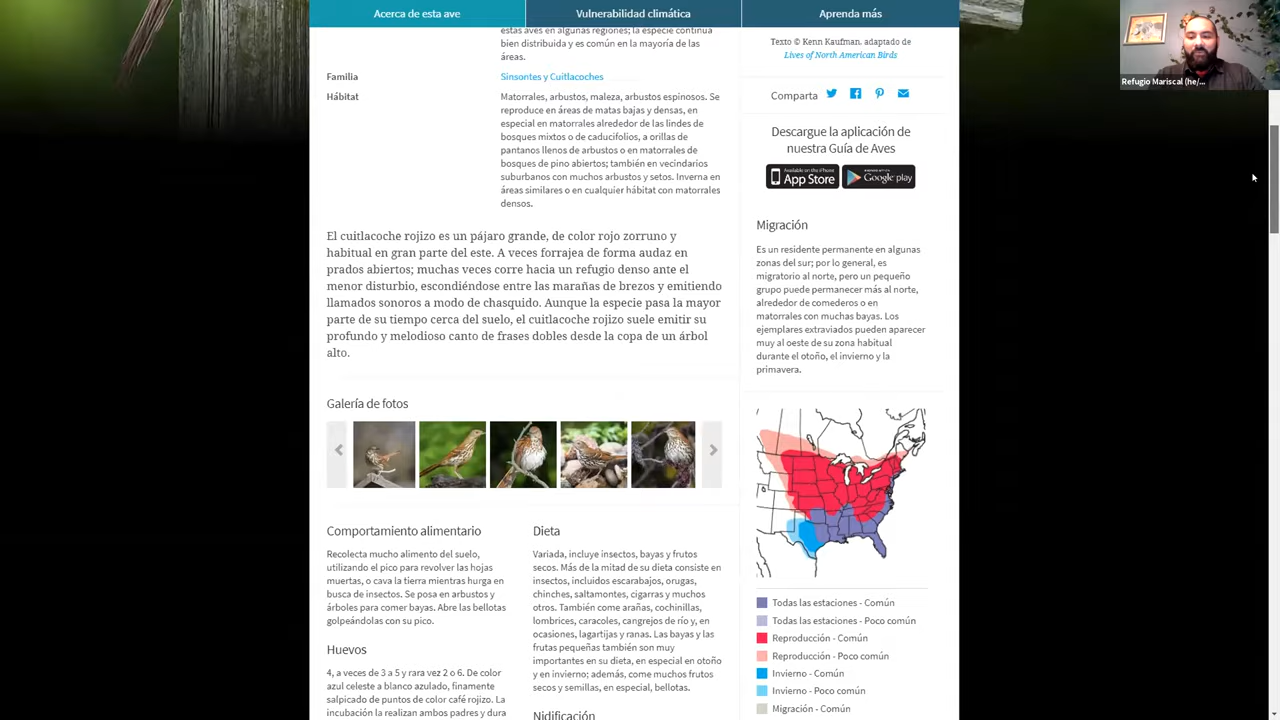 Acerca de esta ave
Vulnerabilidad climática
Aprenda más
estas aves en algunas regiones; la especie continúa
bien distribuida y es común en la mayoría de las
áreas.
Familia
Sinsontes y Cuitlacoches
Hábitat
Matorrales, arbustos, maleza, arbustos espinosos. Se
reproduce en áreas de matas bajas y densas, en
especial en matorrales alrededor de las lindes de
bosques mixtos o de caducifolios, a orillas de
pantanos llenos de arbustos o en matorrales de
bosques de pino abiertos; también en vecindarios
suburbanos con muchos arbustos y setos. Inverna en
áreas similares o en cualquier hábitat con matorrales
densos.
El cuitlacoche rojizo es un pájaro grande, de color rojo zorruno y
habitual en gran parte del este. A veces forrajea de forma audaz en
prados abiertos; muchas veces corre hacia un refugio denso ante el
menor disturbio, escondiéndose entre las marañas de brezos y emitiendo
llamados sonoros a modo de chasquido. Aunque la especie pasa la mayor
parte de su tiempo cerca del suelo, el cuitlacoche rojizo suele emitir su
profundo y melodioso canto de frases dobles desde la copa de un árbol
alto.
Galería de fotos
Comportamiento alimentario
Recolecta mucho alimento del suelo,
utilizando el pico para revolver las hojas
muertas, o cava la tierra mientras hurga en
busca de insectos. Se posa en arbustos y
árboles para comer bayas. Abre las bellotas
golpeándolas con su pico.
Huevos
4, a veces de 3 a 5 y rara vez 2 o 6. De color
azul celeste a blanco azulado, finamente
salpicado de puntos de color café rojizo. La
incubación la realizan ambos padres y dura
Dieta
Variada, incluye insectos, bayas y frutos
secos. Más de la mitad de su dieta consiste en
insectos, incluidos escarabajos, orugas,
chinches, saltamontes, cigarras y muchos
otros. También come arañas, cochinillas,
lombrices, caracoles, cangrejos de río y, en
ocasiones, lagartijas y ranas. Las bayas y las
frutas pequeñas también son muy
importantes en su dieta, en especial en otoño
y en invierno; además, come muchos frutos
secos y semillas, en especial, bellotas.
Nidificación
Texto © Kenn Kaufman, adaptado de
Lives of North American Birds
Comparta
Descargue la aplicación de
nuestra Guía de Aves
Available on the iPhone
App Store
Google play
Migración
Es un residente permanente en algunas
zonas del sur; por lo general, es
migratorio al norte, pero un pequeño
grupo puede permanecer más al norte,
alrededor de comederos o en
matorrales con muchas bayas. Los
ejemplares extraviados pueden aparecer
muy al oeste de su zona habitual
durante el otoño, el invierno y la
primavera.
Todas las estaciones - Común
Todas las estaciones - Poco común
Reproducción - Común
Reproducción - Poco común
Invierno - Común
Invierno - Poco común
Migración - Común
Refugio Mariscal (he/...